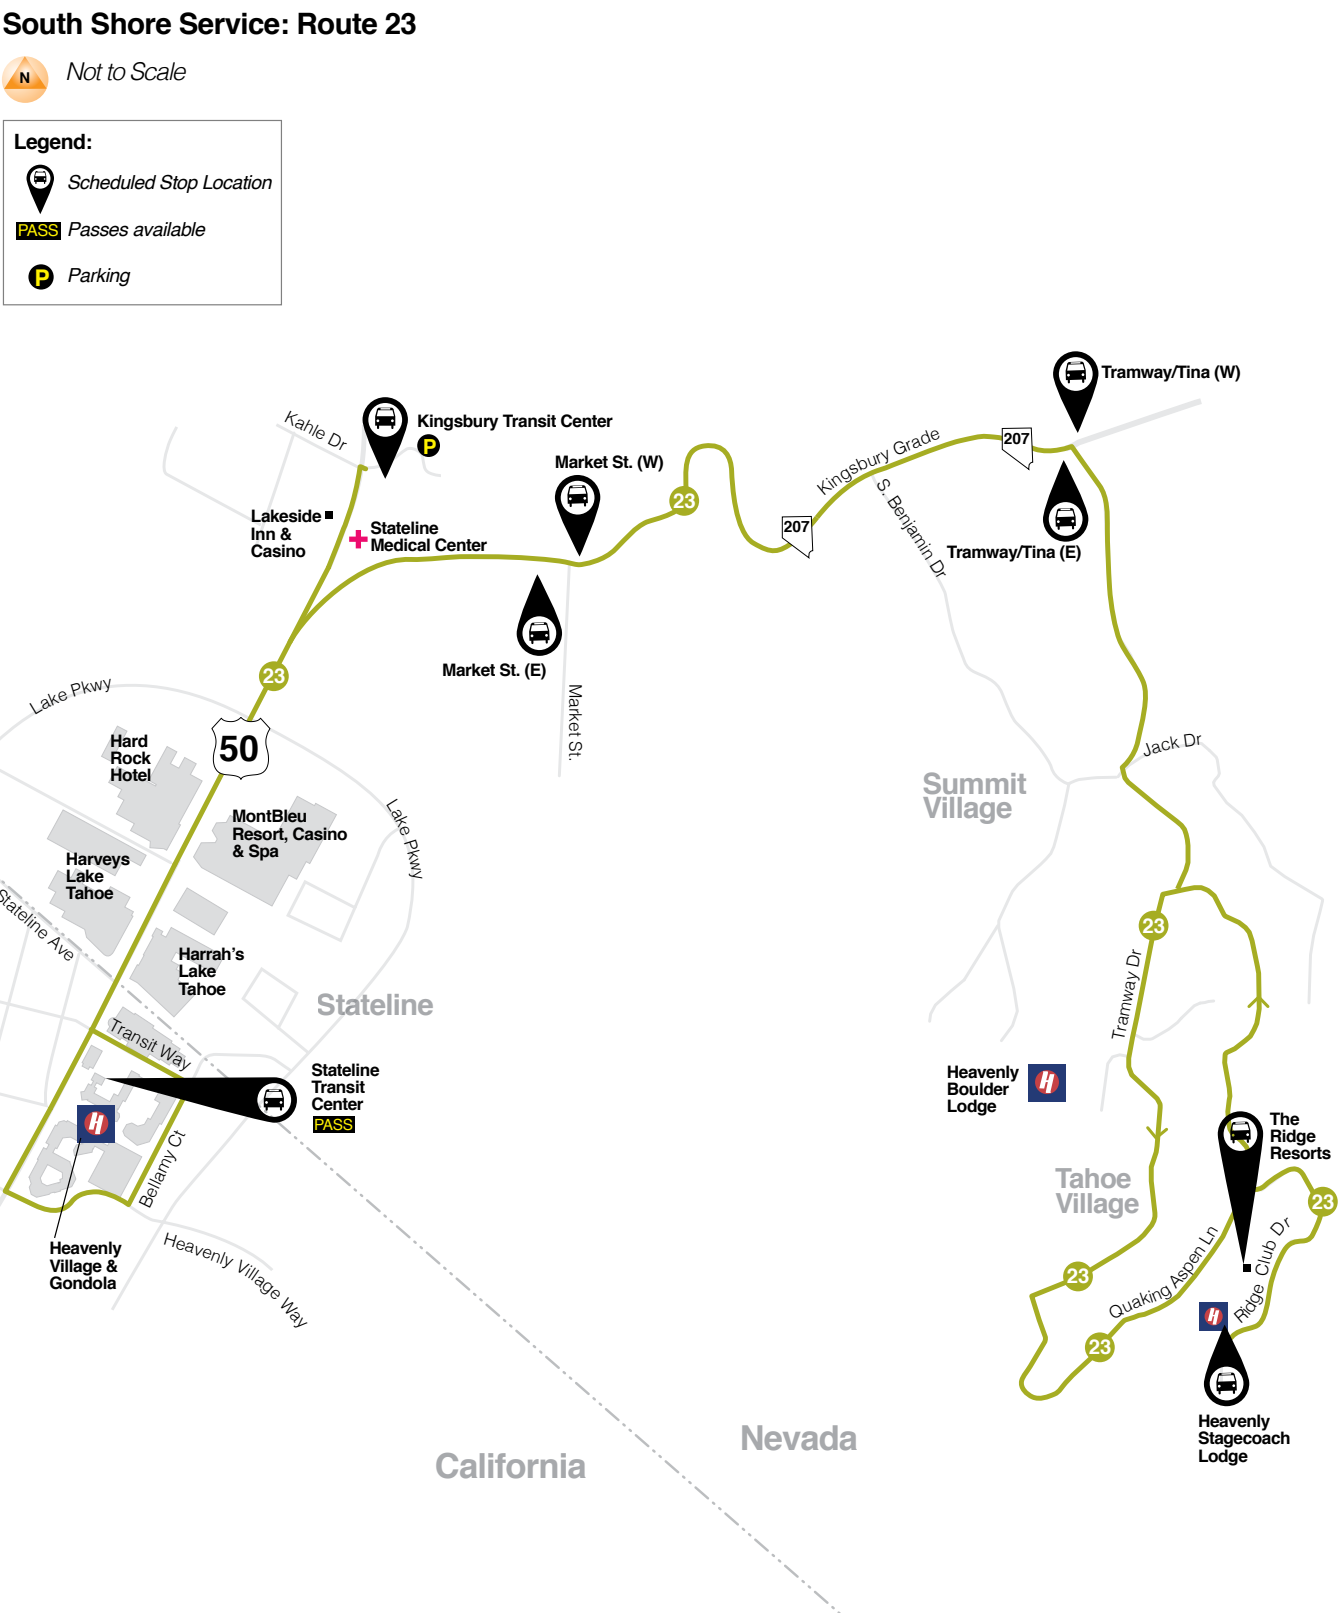 South Shore Service: Route 23
N
Not to Scale
Legend:
Scheduled Stop Location
PASS Passes available
P Parking
Tramway/Tina (W)
Kahle Dr
Kingsbury Transit Center
P
Kingsbury Grade
207
Market St. (W)
23
S. Benjamin Dr
Lakeside
Inn &
Casino
Stateline
Medical Center
207
Tramway/Tina (E)
Market St. (E)
23
Lake Pkwy
Market St.
50
Hard
Rock
Hotel
Jack Dr
Summit
Village
MontBleu
Resort, Casino
& Spa
Lake Pkwy
Harveys
Lake
Tahoe
Stateline Ave
23
Harrah's
Lake
Tahoe
Tramway Dr
Stateline
Transit Way
Stateline
Transit
Center
PASS
Heavenly
Boulder
Lodge
H
The
Ridge
Resorts
H
Bellamy Ct
Tahoe
Village
23
Heavenly
Village &
Gondola
Heavenly Village Way
23
Quaking Aspen Ln
Ridge Club Dr
H
23
Heavenly
Stagecoach
Lodge
Nevada
California